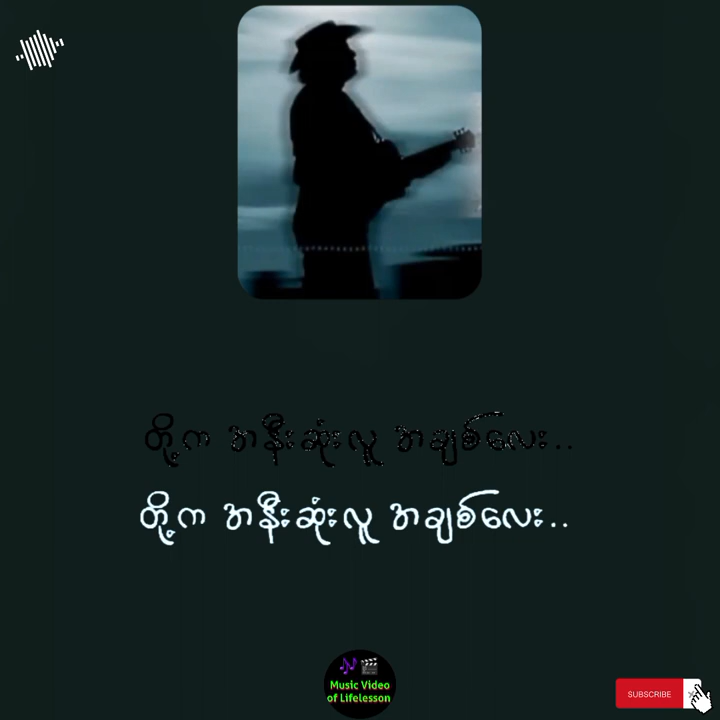 တို့က အနီးဆုံးလူ အချစ်လေး..
တို့က အနီးဆုံးလူ အချစ်လေး..
Music Video
of Lifelesson
SUBSCRIBE